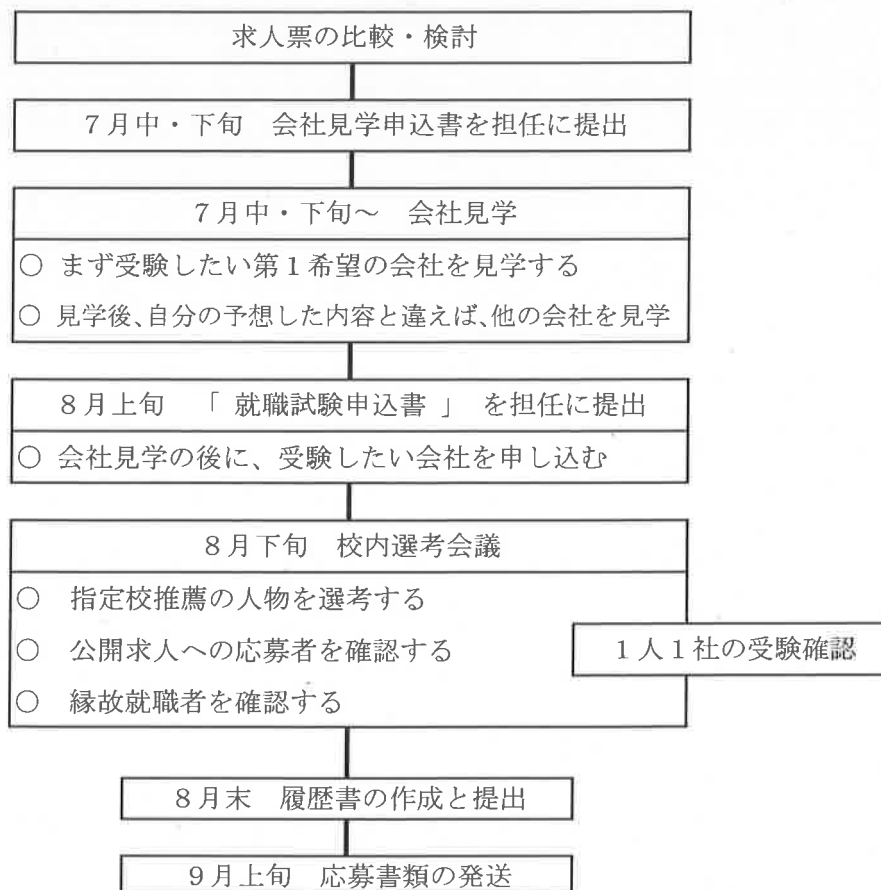 求人票の比較・検討
7月中・下旬　会社見学申込書を担任に提出
7月中・下旬～　会社見学
○ まず受験したい第1希望の会社を見学する
○ 見学後、自分の予想した内容と違えば、他の会社を見学
8月上旬　「 就職試験申込書 」 を担任に提出
○ 会社見学の後に、受験したい会社を申し込む
8月下旬　校内選考会議
○　指定校推薦の人物を選考する
○　公開求人への応募者を確認する
1人1社の受験確認
○　縁故就職者を確認する
8月末　履歴書の作成と提出
9月上旬　応募書類の発送